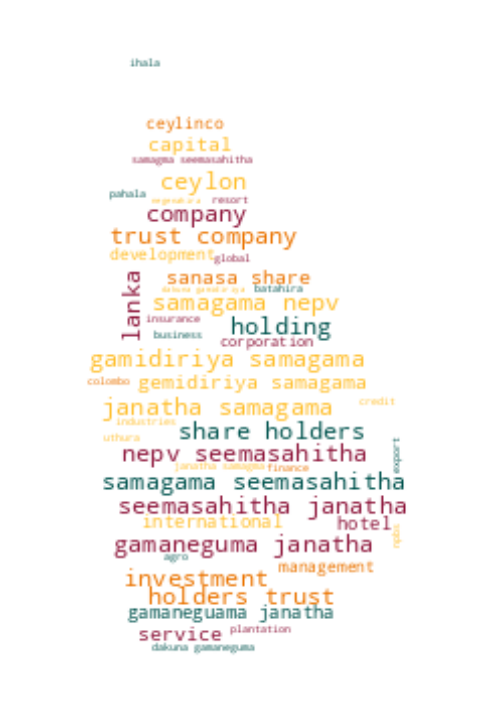 ihala
ceylinco
capital
samagma seemasahitha
ceylon
pahala
resort
company
trust company
development
global
lanka
sanasa share
batahira
samagama nepv
insurance
holding
business
corporation
gamidiriya samagama
colombo
gemidiriya samagama
credit
janatha samagama
industries
uthura
share holders
export
nepv seemasahitha
janatha samagma
finance
samagama seemasahitha
seemasahitha janatha
international
hotel
gamaneguma janatha
agro
management
investment
holders trust
gamaneguama janatha
service
plantation
dakuna gamaneguma